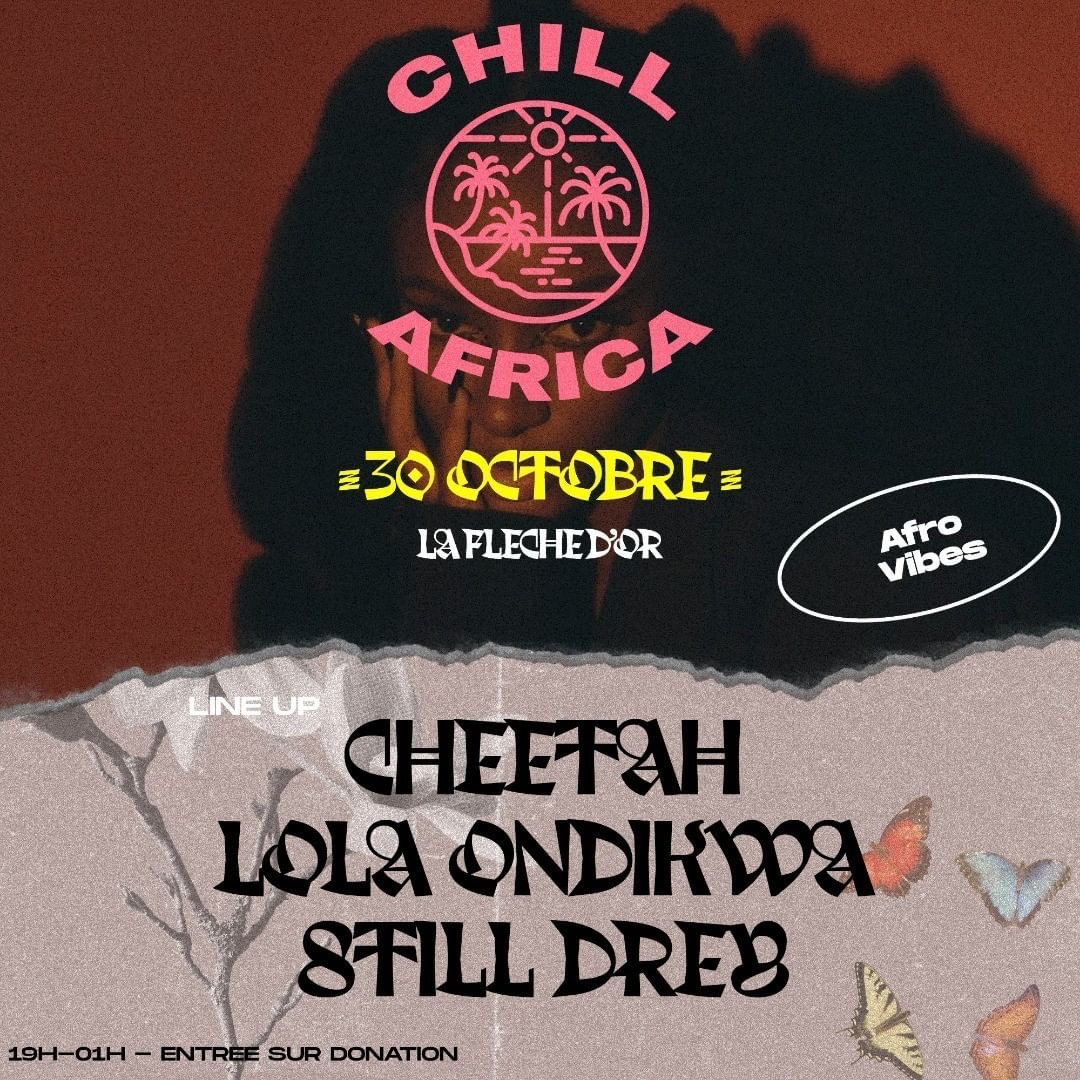 CHILL
AFRICA
30 OCTOBRE
LA FLECHE D'OR
Afro
Vibes
LINE UP
CHEETAH
LOLA ONDIKWA
STILL DREY
19H-01H - ENTREE SUR DONATION